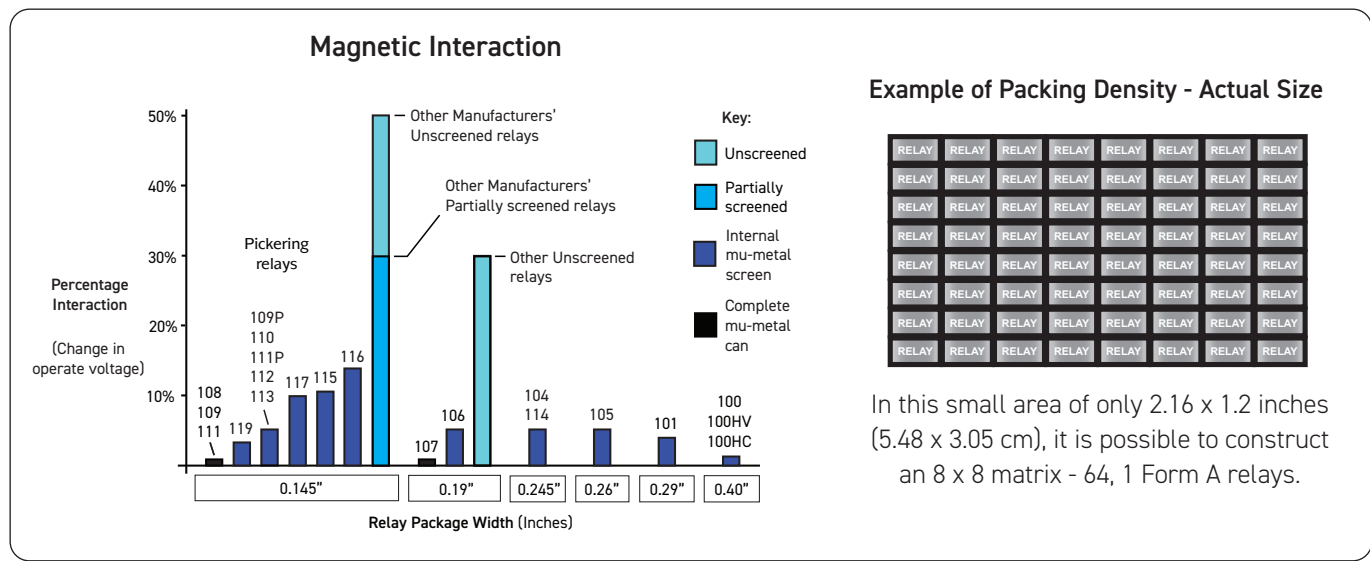 Magnetic Interaction
50%
40%
30%
20%
10%
Percentage
Interaction
(Change in
operate voltage)
Pickering
relays
Other Manufacturers'
Unscreened relays
Other Manufacturers'
Partially screened relays
Other Unscreened
relays
108
109
111
119
109P
110
111P
112
113
117
115
116
107
106
104
114
105
101
100
100HV
100HC
0.145"
0.19"
0.245"
0.26"
0.29"
0.40"
Relay Package Width (Inches)
Key:
Unscreened
Partially
screened
Internal
mu-metal
screen
Complete
mu-metal
can
Example of Packing Density - Actual Size
RELAY RELAY RELAY RELAY RELAY RELAY RELAY RELAY
RELAY RELAY RELAY RELAY RELAY RELAY RELAY RELAY
RELAY RELAY RELAY RELAY RELAY RELAY RELAY RELAY
RELAY RELAY RELAY RELAY RELAY RELAY RELAY RELAY
RELAY RELAY RELAY RELAY RELAY RELAY RELAY RELAY
RELAY RELAY RELAY RELAY RELAY RELAY RELAY RELAY
RELAY RELAY RELAY RELAY RELAY RELAY RELAY RELAY
RELAY RELAY RELAY RELAY RELAY RELAY RELAY RELAY
In this small area of only 2.16 x 1.2 inches
(5.48 x 3.05 cm), it is possible to construct
an 8 x 8 matrix - 64, 1 Form A relays.